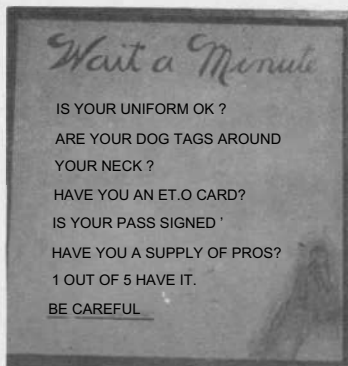 Wait a Minute
IS YOUR UNIFORM OK ?
ARE YOUR DOG TAGS AROUND
YOUR NECK ?
HAVE YOU AN ET.O CARD?
IS YOUR PASS SIGNED '
HAVE YOU A SUPPLY OF PROS?
1 OUT OF 5 HAVE IT.
BE CAREFUL